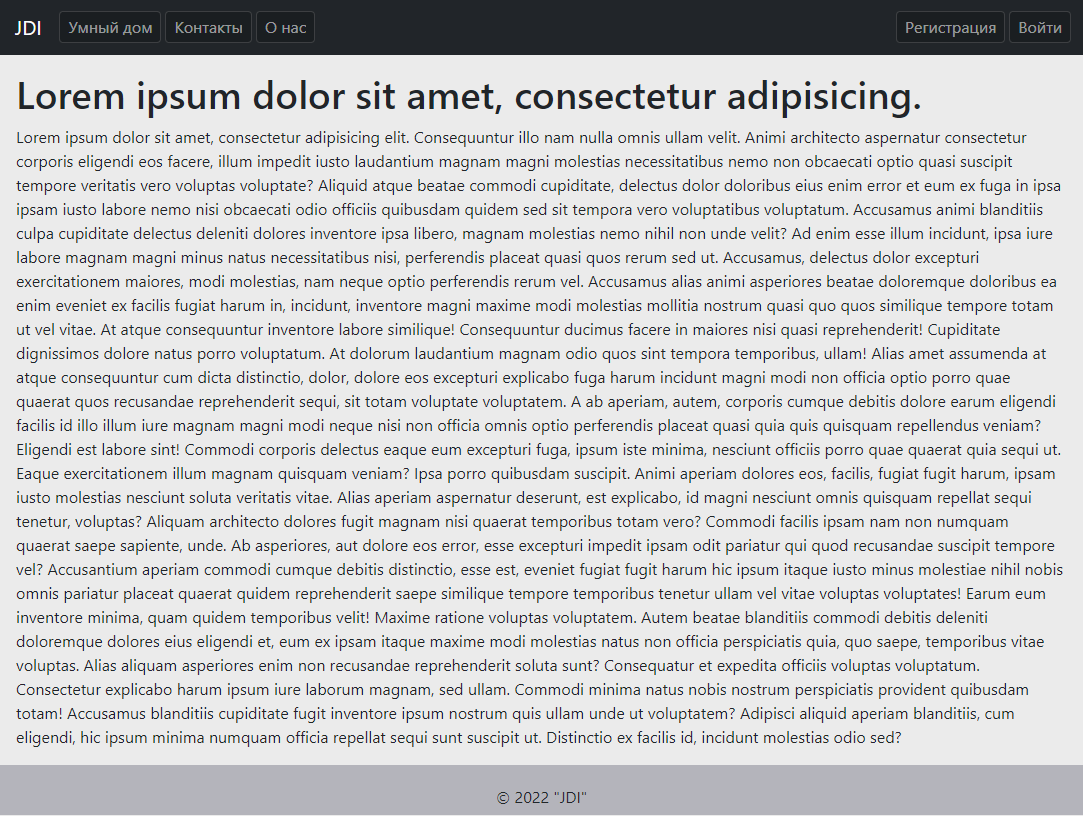 JDI Умный дом Контакты О нас Регистрация Войти
Lorem ipsum dolor sit amet, consectetur adipisicing.
Lorem ipsum dolor sit amet, consectetur adipisicing elit. Consequuntur illo nam nulla omnis ullam velit. Animi architecto aspernatur consectetur
corporis eligendi eos facere, illum impedit iusto laudantium magnam magni molestias necessitatibus nemo non obcaecati optio quasi suscipit
tempore veritatis vero voluptas voluptate? Aliquid atque beatae commodi cupiditate, delectus dolor doloribus eius enim error et eum ex fuga in ipsa
ipsam iusto labore nemo nisi obcaecati odio officiis quibusdam quidem sed sit tempora vero voluptatibus voluptatum. Accusamus animi blanditiis
culpa cupiditate delectus deleniti dolores inventore ipsa libero, magnam molestias nemo nihil non unde velit? Ad enim esse illum incidunt, ipsa iure
labore magnam magni minus natus necessitatibus nisi, perferendis placeat quasi quos rerum sed ut. Accusamus, delectus dolor excepturi
exercitationem maiores, modi molestias, nam neque optio perferendis rerum vel. Accusamus alias animi asperiores beatae doloremque doloribus ea
enim eveniet ex facilis fugiat harum in, incidunt, inventore magni maxime modi molestias mollitia nostrum quasi quo quos similique tempore totam
ut vel vitae. At atque consequuntur inventore labore similique! Consequuntur ducimus facere in maiores nisi quasi reprehenderit! Cupiditate
dignissimos dolore natus porro voluptatum. At dolorum laudantium magnam odio quos sint tempora temporibus, ullam! Alias amet assumenda at
atque consequuntur cum dicta distinctio, dolor, dolore eos excepturi explicabo fuga harum incidunt magni modi non officia optio porro quae
quaerat quos recusandae reprehenderit sequi, sit totam voluptate voluptatem. A ab aperiam, autem, corporis cumque debitis dolore earum eligendi
facilis id illo illum iure magnam magni modi neque nisi non officia omnis optio perferendis placeat quasi quia quis quisquam repellendus veniam?
Eligendi est labore sint! Commodi corporis delectus eaque eum excepturi fuga, ipsum iste minima, nesciunt officiis porro quae quaerat quia sequi ut.
Eaque exercitationem illum magnam quisquam veniam? Ipsa porro quibusdam suscipit. Animi aperiam dolores eos, facilis, fugiat fugit harum, ipsam
iusto molestias nesciunt soluta veritatis vitae. Alias aperiam aspernatur deserunt, est explicabo, id magni nesciunt omnis quisquam repellat sequi
tenetur, voluptas? Aliquam architecto dolores fugit magnam nisi quaerat temporibus totam vero? Commodi facilis ipsam nam non numquam
quaerat saepe sapiente, unde. Ab asperiores, aut dolore eos error, esse excepturi impedit ipsam odit pariatur qui quod recusandae suscipit tempore
vel? Accusantium aperiam commodi cumque debitis distinctio, esse est, eveniet fugiat fugit harum hic ipsum itaque iusto minus molestiae nihil nobis
omnis pariatur placeat quaerat quidem reprehenderit saepe similique tempore temporibus tenetur ullam vel vitae voluptas voluptates! Earum eum
inventore minima, quam quidem temporibus velit! Maxime ratione voluptas voluptatem. Autem beatae blanditiis commodi debitis deleniti
doloremque dolores eius eligendi et, eum ex ipsam itaque maxime modi molestias natus non officia perspiciatis quia, quo saepe, temporibus vitae
voluptas. Alias aliquam asperiores enim non recusandae reprehenderit soluta sunt? Consequatur et expedita officiis voluptas voluptatum.
Consectetur explicabo harum ipsum iure laborum magnam, sed ullam. Commodi minima natus nobis nostrum perspiciatis provident quibusdam
totam! Accusamus blanditiis cupiditate fugit inventore ipsum nostrum quis ullam unde ut voluptatem? Adipisci aliquid aperiam blanditiis, cum
eligendi, hic ipsum minima numquam officia repellat sequi sunt suscipit ut. Distinctio ex facilis id, incidunt molestias odio sed?
© 2022 "JDI"